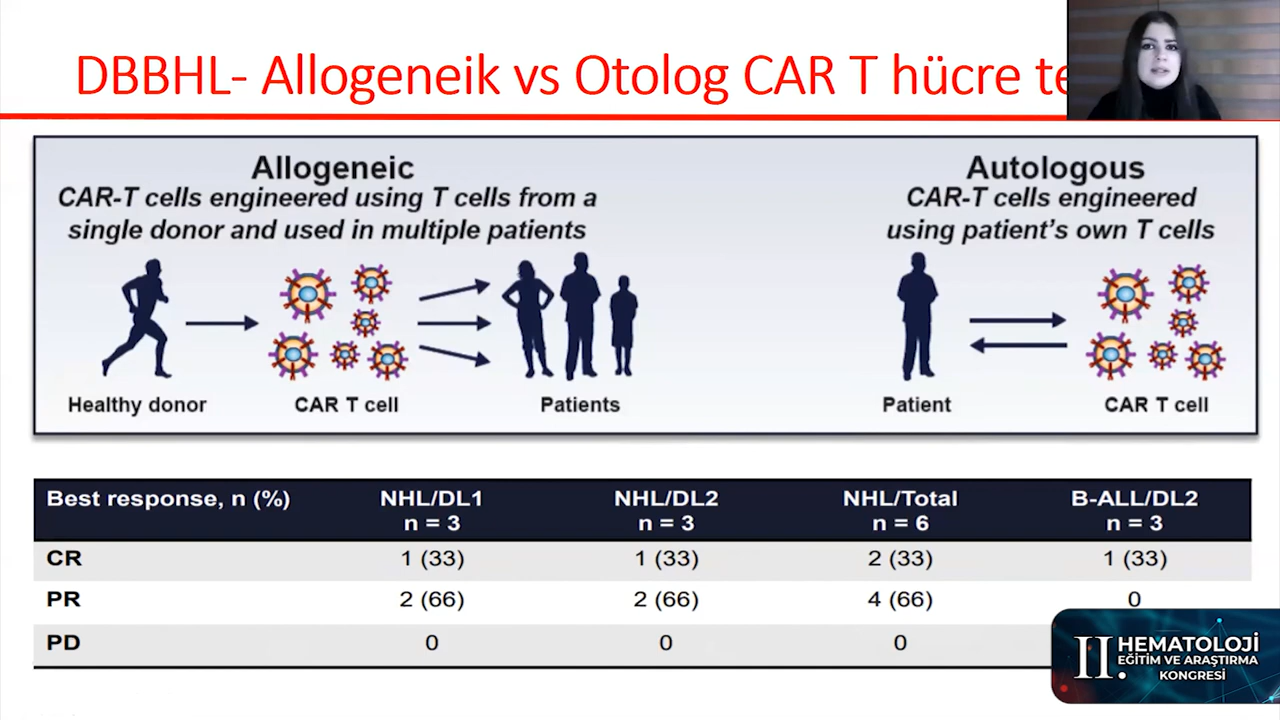 DBBHL- Allogeneik vs Otolog CAR T hücre
Allogeneic
CAR-T cells engineered using T cells from a
single donor and used in multiple patients
Healthy donor
CAR T cell
Patients
Autologous
CAR-T cells engineered
using patient's own T cells
Patient
CAR T cell
Best response, n (%) NHL/DL1 NHL/DL2 NHL/Total B-ALL/DL2
n = 3 n = 3 n = 6 n = 3
CR 1 (33) 1 (33) 2 (33) 1 (33)
PR 2 (66) 2 (66) 4 (66) 0
PD 0 0 0
II. HEMATOLOJİ
EĞİTİM VE ARAŞTIRMA
KONGRESİ